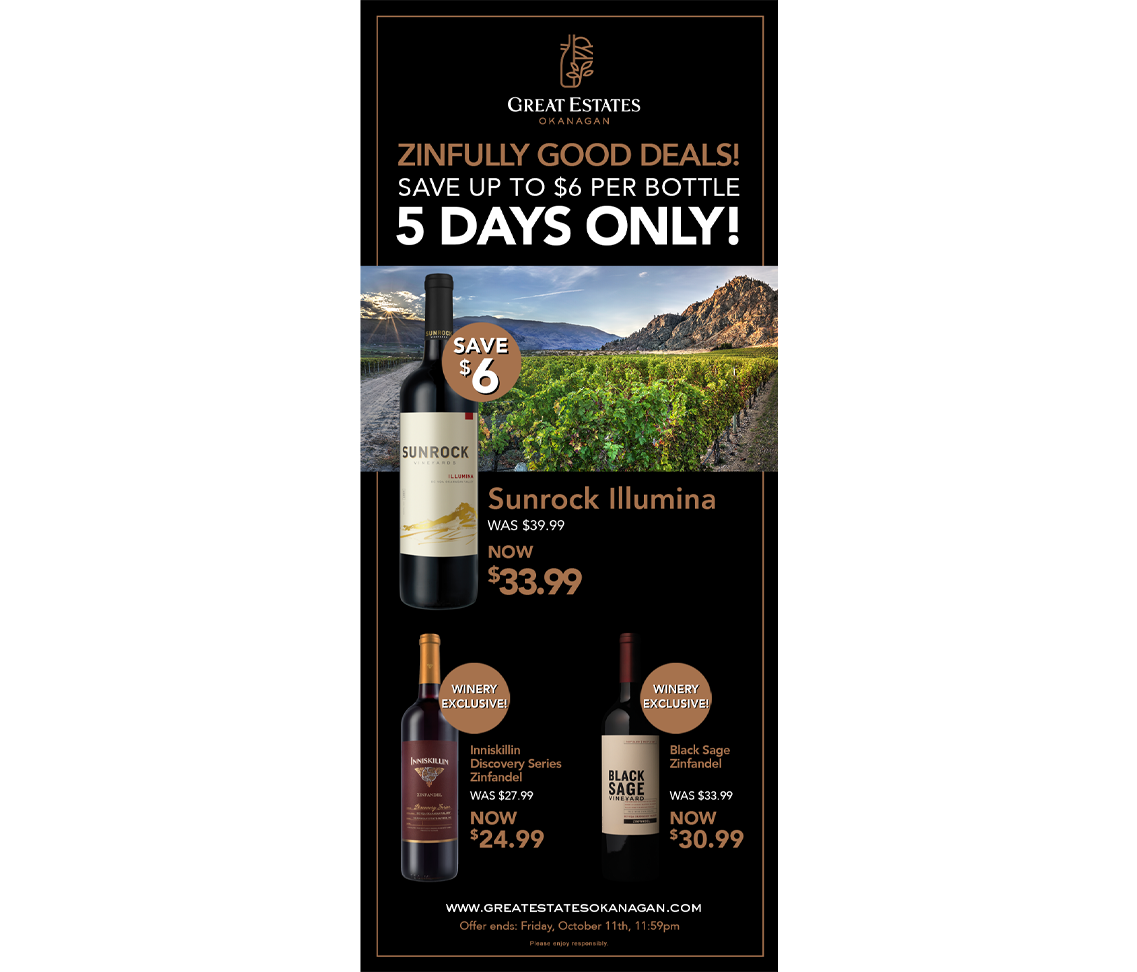 GREAT ESTATES
OKANAGAN
ZINFULLY GOOD DEALS!
SAVE UP TO $6 PER BOTTLE
5 DAYS ONLY!
SUNROCK
SAVE
$6
SUNROCK
VINEYARDS
ILLUMINA
Sunrock Illumina
WAS $39.99
NOW
$33.99
WINERY
EXCLUSIVE!
INNISKILLIN
ZINFANDEL
Discovery Series
Inniskillin
Discovery Series
Zinfandel
WAS $27.99
NOW
$24.99
WINERY
EXCLUSIVE!
BLACK
SAGE
VINEYARD
ZINFANDEL
Black Sage
Zinfandel
WAS $33.99
NOW
$30.99
WWW.GREATESTATESOKANAGAN.COM
Offer ends: Friday, October 11th, 11:59pm
Please enjoy responsibly.